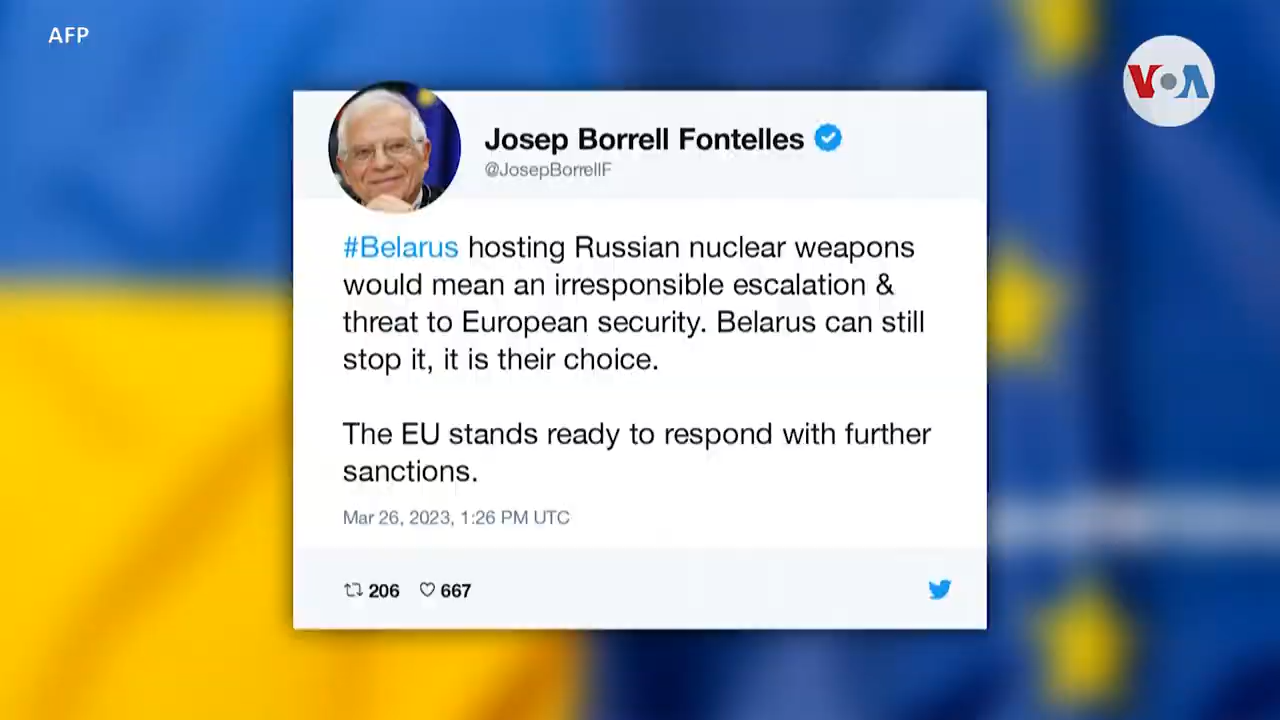 AFP
VOA
Josep Borrell Fontelles
@JosepBorrellF
#Belarus hosting Russian nuclear weapons
would mean an irresponsible escalation &
threat to European security. Belarus can still
stop it, it is their choice.
The EU stands ready to respond with further
sanctions.
Mar 26, 2023, 1:26 PM UTC
206 667